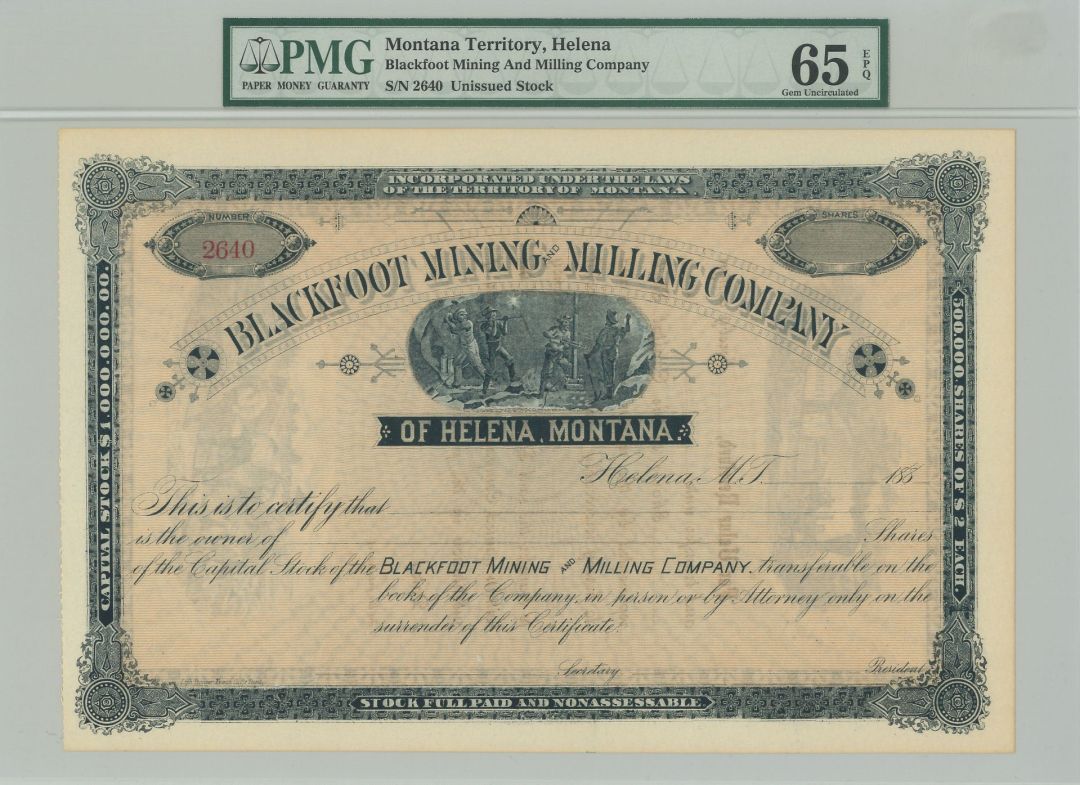 PMG
PAPER MONEY GUARANTY
Montana Territory, Helena
Blackfoot Mining And Milling Company
S/N 2640 Unissued Stock
65 EPQ
Gem Uncirculated
INCORPORATED UNDER THE LAWS
OF THE TERRITORY OF MONTANA
NUMBER
2640
SHARES
BLACKFOOT MINING AND MILLING COMPANY
OF HELENA, MONTANA.
CAPITAL STOCK $1.000.000.00.
500.000. SHARES OF $2 EACH.
Helena, M.T. 188
This is to certify that
is the owner of Shares
of the Capital Stock of the BLACKFOOT MINING AND MILLING COMPANY. transferable on the
books of the Company, in person or by Attorney only on the
surrender of this Certificate.
Secretary. President.
STOCK FULL PAID AND NONASSESSABLE.